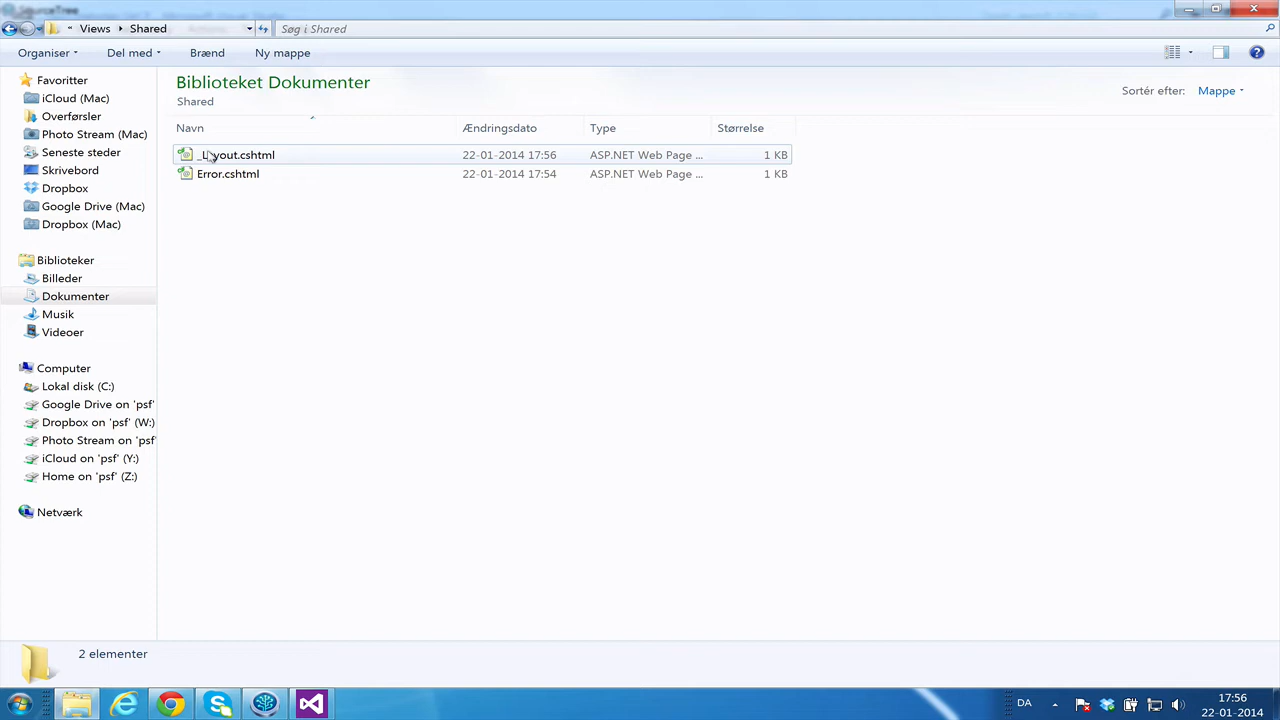 Views Shared Søg i Shared
Organiser Del med Brænd Ny mappe
Favoritter
iCloud (Mac)
Overførsler
Photo Stream (Mac)
Seneste steder
Skrivebord
Dropbox
Google Drive (Mac)
Dropbox (Mac)
Biblioteker
Billeder
Dokumenter
Musik
Videoer
Computer
Lokal disk (C:)
Google Drive on 'psf'
Dropbox on 'psf' (W:)
Photo Stream on 'psf'
iCloud on 'psf' (Y:)
Home on 'psf' (Z:)
Netværk
Biblioteket Dokumenter
Shared
Sortér efter: Mappe
Navn Ændringsdato Type Størrelse
_Layout.cshtml 22-01-2014 17:56 ASP.NET Web Page ... 1 KB
Error.cshtml 22-01-2014 17:54 ASP.NET Web Page ... 1 KB
2 elementer
DA 17:56
22-01-2014